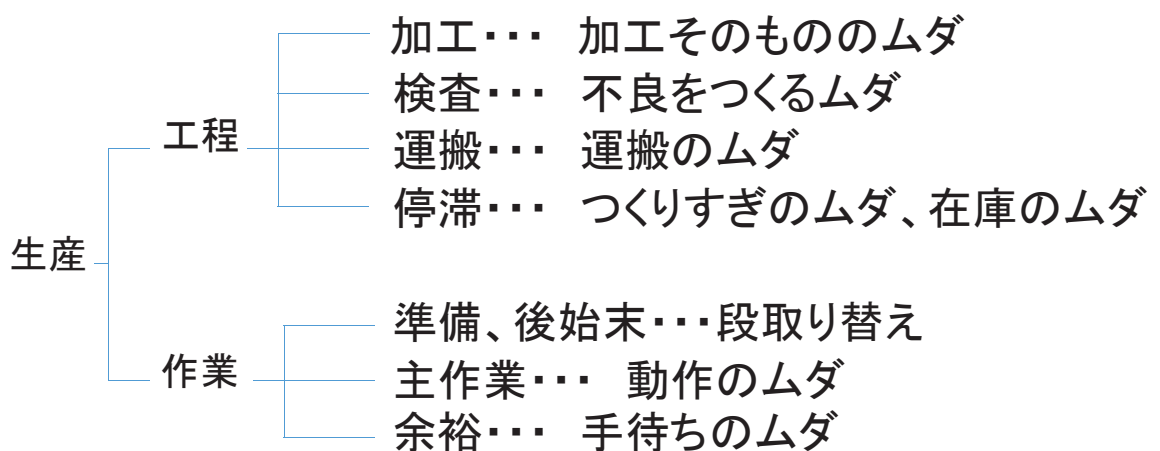 加工・・・ 加工そのもののムダ
検査・・・ 不良をつくるムダ
工程
運搬・・・ 運搬のムダ
停滞・・・ つくりすぎのムダ、在庫のムダ
生産
準備、後始末・・・段取り替え
作業
主作業・・・ 動作のムダ
余裕・・・ 手待ちのムダ